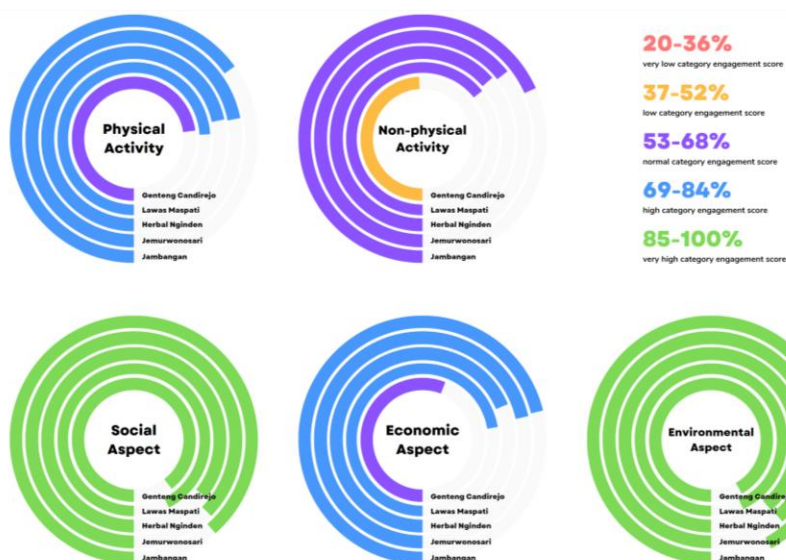 Physical
Activity
Genteng Candirejo
Lawas Maspati
Herbal Nginden
Jemurwonosari
Jambangan
Non-physical
Activity
Genteng Candirejo
Lawas Maspati
Herbal Nginden
Jemurwonosari
Jambangan
20-36%
very low category engagement score
37-52%
low category engagement score
53-68%
normal category engagement score
69-84%
high category engagement score
85-100%
very high category engagement score
Social
Aspect
Genteng Candirejo
Lawas Maspati
Herbal Nginden
Jemurwonosari
Jambangan
Economic
Aspect
Genteng Candirejo
Lawas Maspati
Herbal Nginden
Jemurwonosari
Jambangan
Environmental
Aspect
Genteng Candire
Lawas Maspati
Herbal Nginden
Jemurwonosari
Jambangan